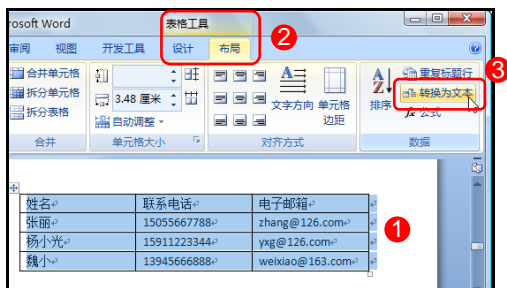 rosoft Word 表格工具
审阅 视图 开发工具 设计 布局 2
合并单元格
拆分单元格
拆分表格
合并
3.48 厘米
自动调整
单元格大小
文字方向 单元格边距
对齐方式
排序
重复标题行
转换为文本 3
fx 公式
数据
姓名 联系电话 电子邮箱
张丽 15055667788 zhang@126.com
杨小光 15911223344 yxg@126.com 1
魏小 13945666888 weixiao@163.com